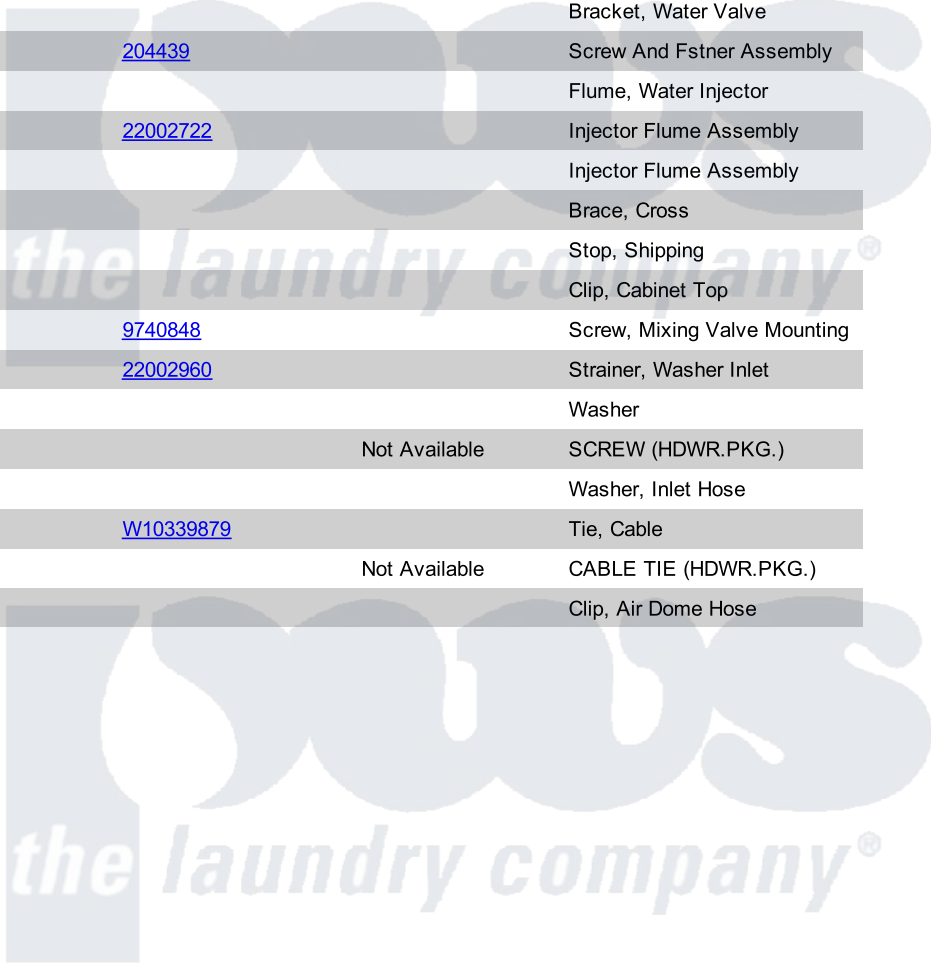 Bracket, Water Valve
204439 Screw And Fstner Assembly
Flume, Water Injector
22002722 Injector Flume Assembly
Injector Flume Assembly
Brace, Cross
Stop, Shipping
Clip, Cabinet Top
9740848 Screw, Mixing Valve Mounting
22002960 Strainer, Washer Inlet
Washer
Not Available SCREW (HDWR.PKG.)
Washer, Inlet Hose
W10339879 Tie, Cable
Not Available CABLE TIE (HDWR.PKG.)
Clip, Air Dome Hose
pws
the laundry company®
pws
the laundry company®